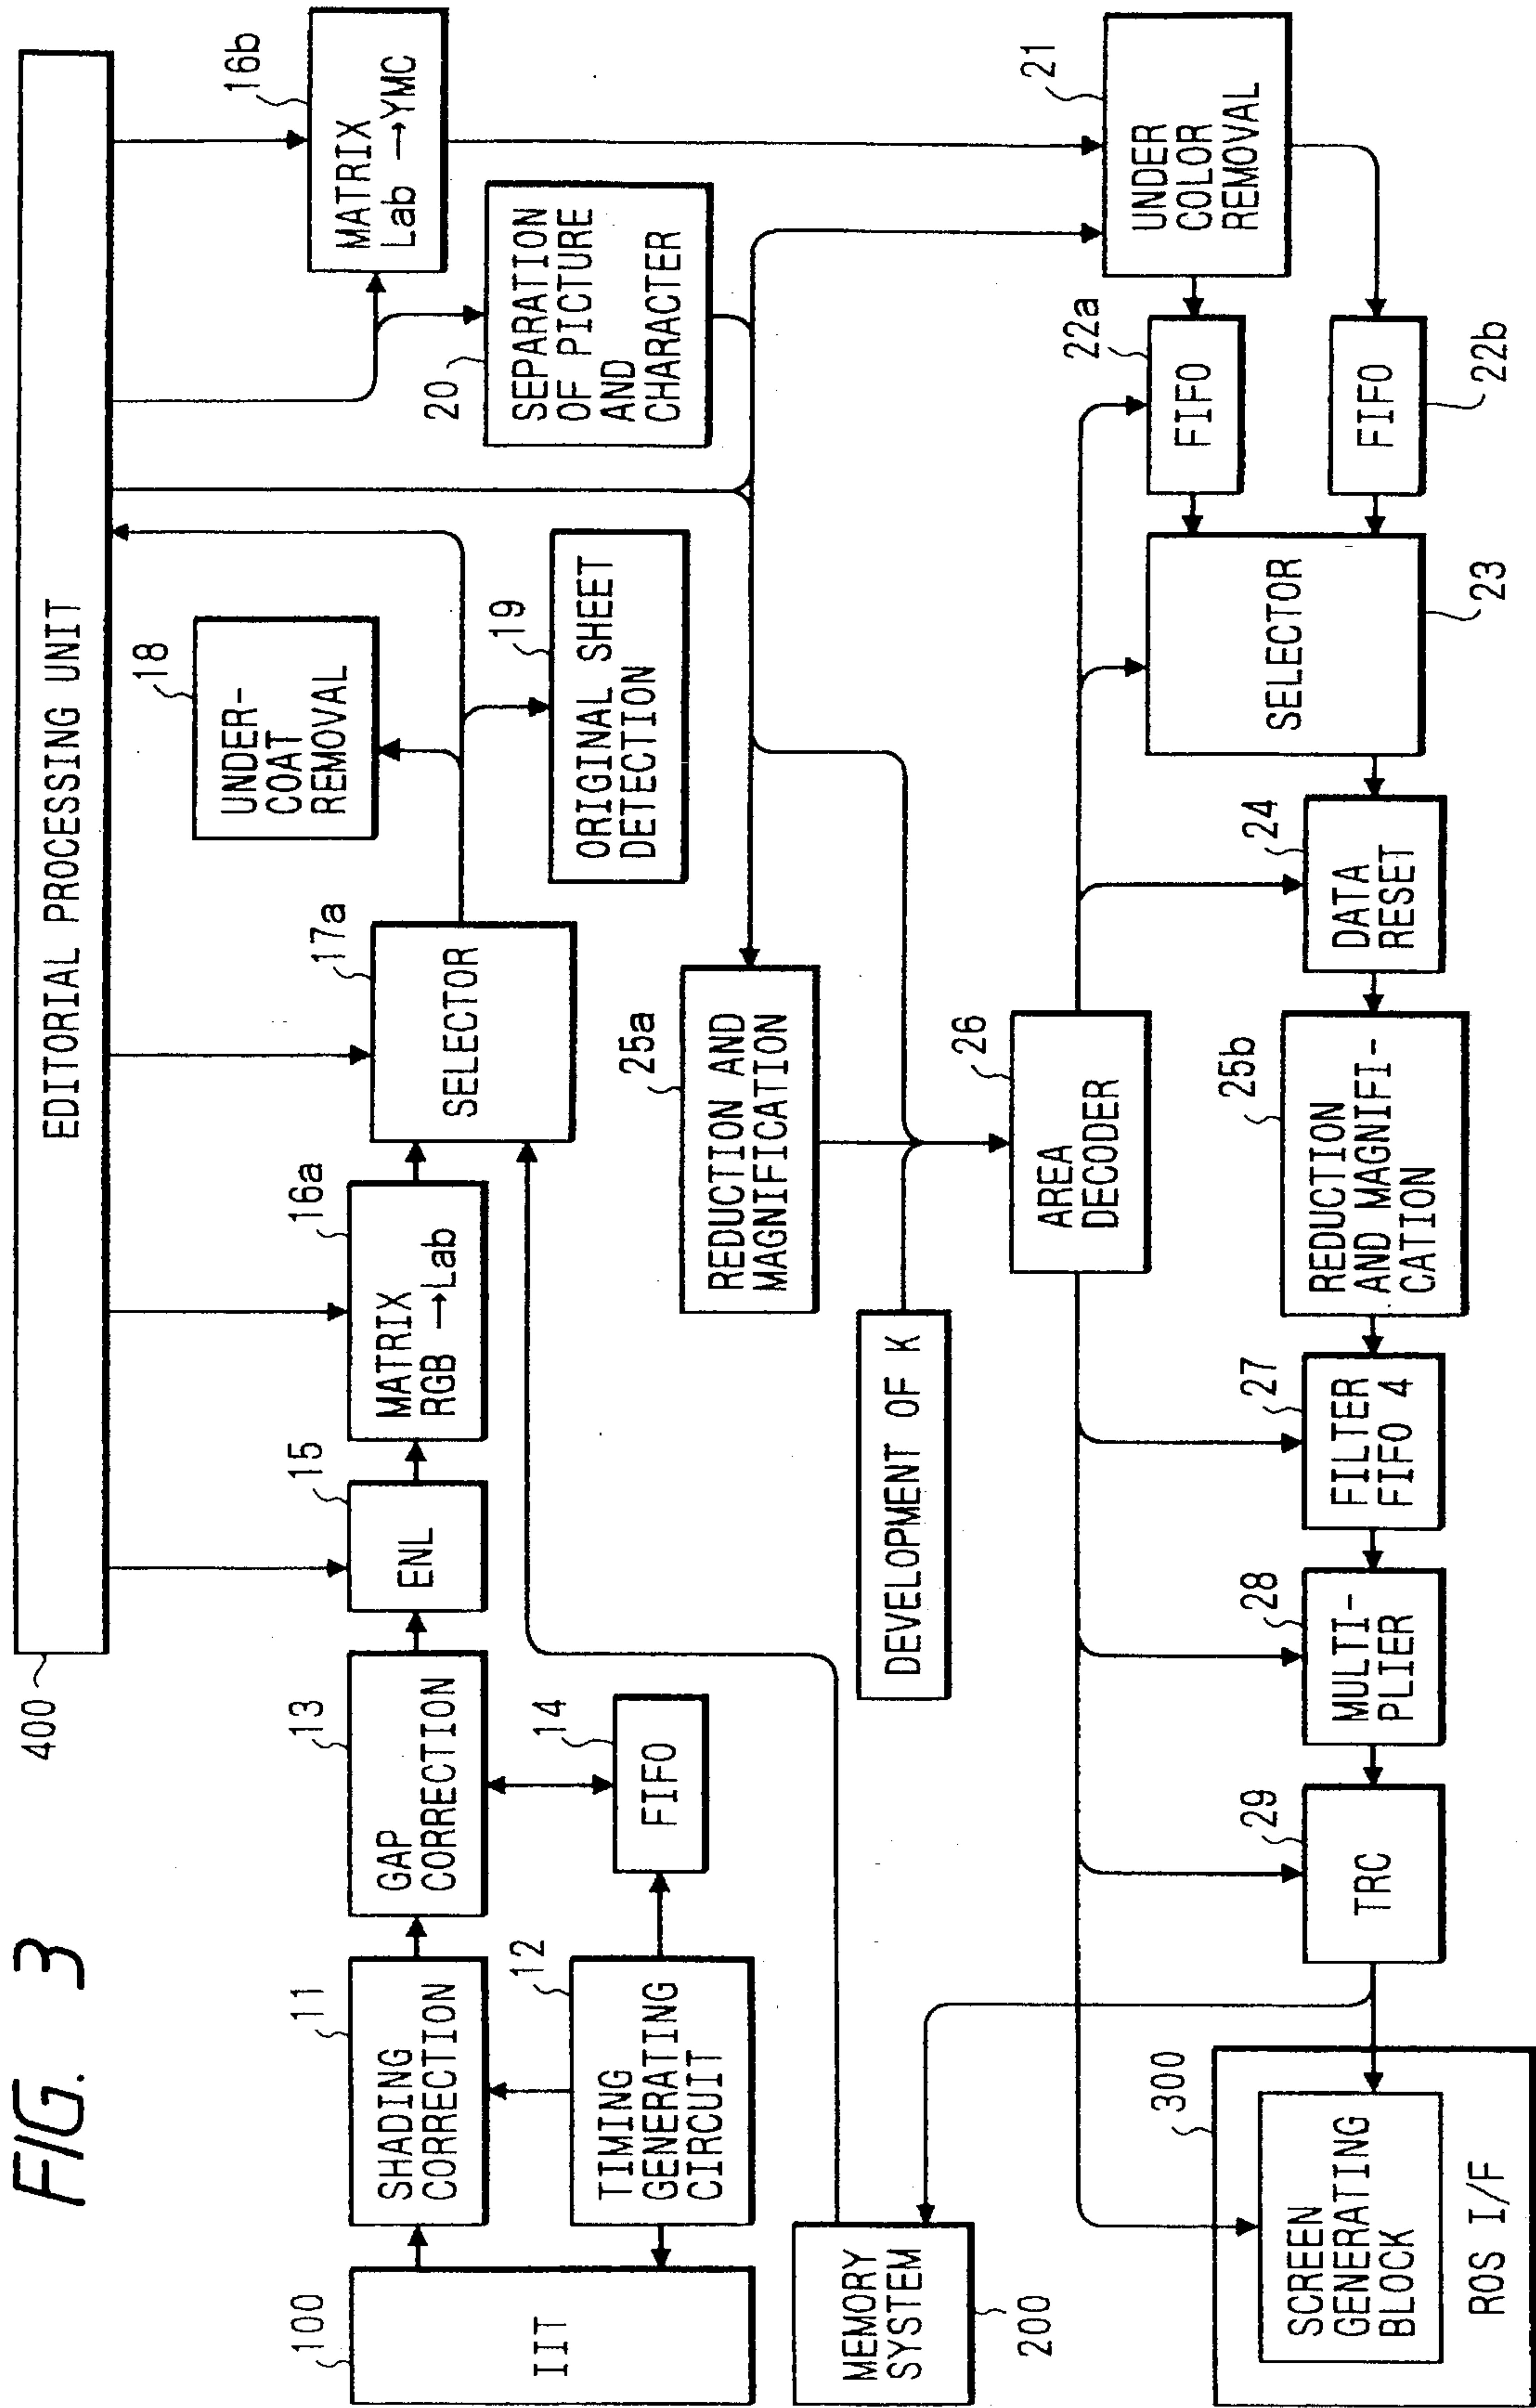 FIG. 3
400
EDITORIAL PROCESSING UNIT
100
IIT
11
SHADING
CORRECTION
12
TIMING
GENERATING
CIRCUIT
13
GAP
CORRECTION
14
FIFO
15
ENL
16a
MATRIX
RGB →Lab
17a
SELECTOR
18
UNDER-
COAT
REMOVAL
19
ORIGINAL SHEET
DETECTION
16b
MATRIX
Lab →YMC
20
SEPARATION
OF PICTURE
AND
CHARACTER
25a
REDUCTION AND
MAGNIFICATION
DEVELOPMENT OF K
MEMORY
SYSTEM
200
26
AREA
DECODER
21
UNDER
COLOR
REMOVAL
22a
FIFO
FIFO
22b
SELECTOR
23
24
DATA
RESET
25b
REDUCTION
AND MAGNIFI-
CATION
27
FILTER
FIFO 4
28
MULTI-
PLIER
29
TRC
300
SCREEN
GENERATING
BLOCK
ROS I/F